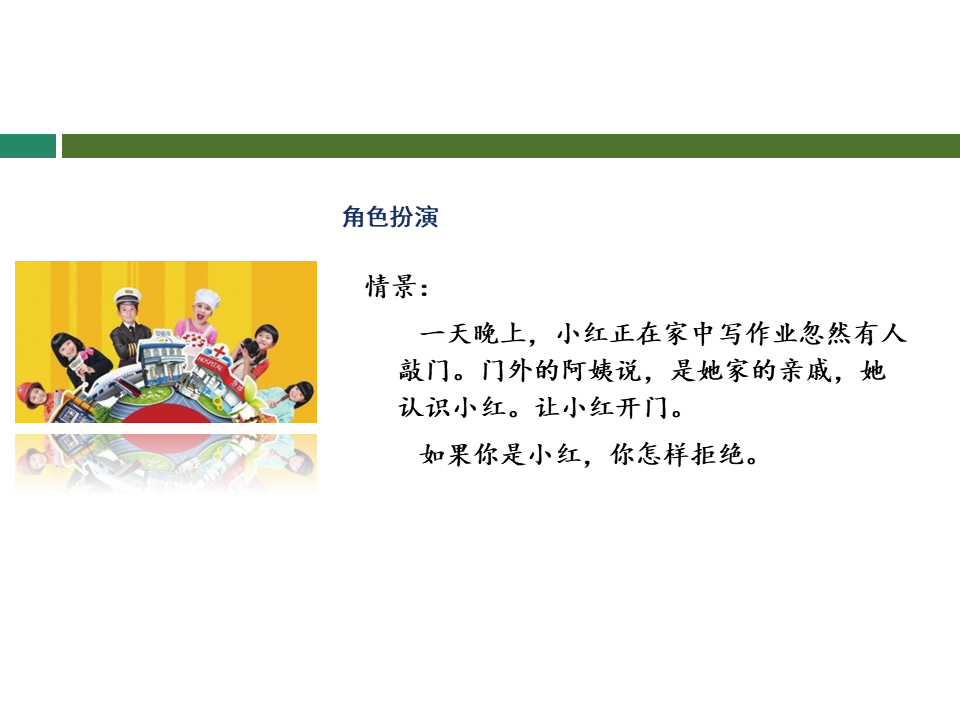 角色扮演
情景：
一天晚上，小红正在家中写作业忽然有人
敲门。门外的阿姨说，是她家的亲戚，她
认识小红。让小红开门。
如果你是小红，你怎样拒绝。
HOSPITAL